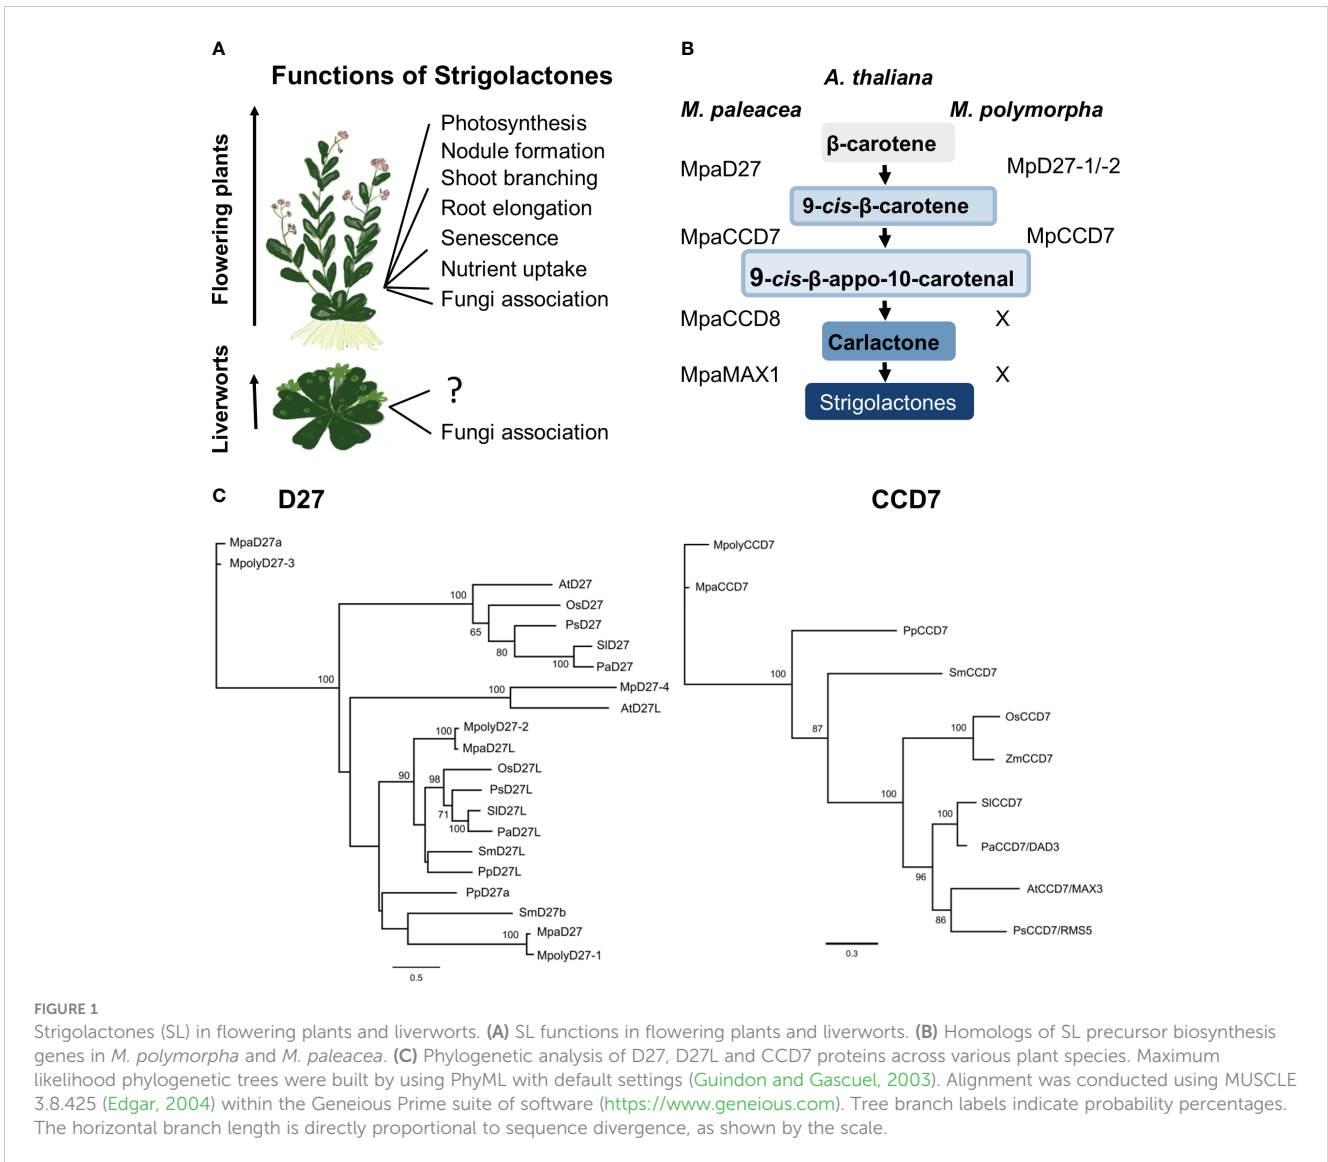 A
Functions of Strigolactones
Flowering plants
Photosynthesis
Nodule formation
Shoot branching
Root elongation
Senescence
Nutrient uptake
Fungi association
Liverworts
?
Fungi association
B
A. thaliana
M. paleacea
M. polymorpha
β-carotene
MpaD27
MpD27-1/-2
9-cis-β-carotene
MpaCCD7
MpCCD7
9-cis-β-appo-10-carotenal
MpaCCD8
X
Carlactone
MpaMAX1
X
Strigolactones
C
D27
MpaD27a
MpolyD27-3
AtD27
100
OsD27
PsD27
65
SlD27
80
100
PaD27
100
MpD27-4
100
AtD27L
MpolyD27-2
100
MpaD27L
OsD27L
90
98
PsD27L
SlD27L
71
100
PaD27L
SmD27L
PpD27L
PpD27a
SmD27b
MpaD27
100
MpolyD27-1
0.5
CCD7
MpolyCCD7
MpaCCD7
PpCCD7
100
SmCCD7
OsCCD7
87
100
ZmCCD7
100
SlCCD7
100
PaCCD7/DAD3
96
AtCCD7/MAX3
86
PsCCD7/RMS5
0.3
FIGURE 1
Strigolactones (SL) in flowering plants and liverworts. (A) SL functions in flowering plants and liverworts. (B) Homologs of SL precursor biosynthesis
genes in M. polymorpha and M. paleacea. (C) Phylogenetic analysis of D27, D27L and CCD7 proteins across various plant species. Maximum
likelihood phylogenetic trees were built by using PhyML with default settings (Guindon and Gascuel, 2003). Alignment was conducted using MUSCLE
3.8.425 (Edgar, 2004) within the Geneious Prime suite of software (https://www.geneious.com). Tree branch labels indicate probability percentages.
The horizontal branch length is directly proportional to sequence divergence, as shown by the scale.